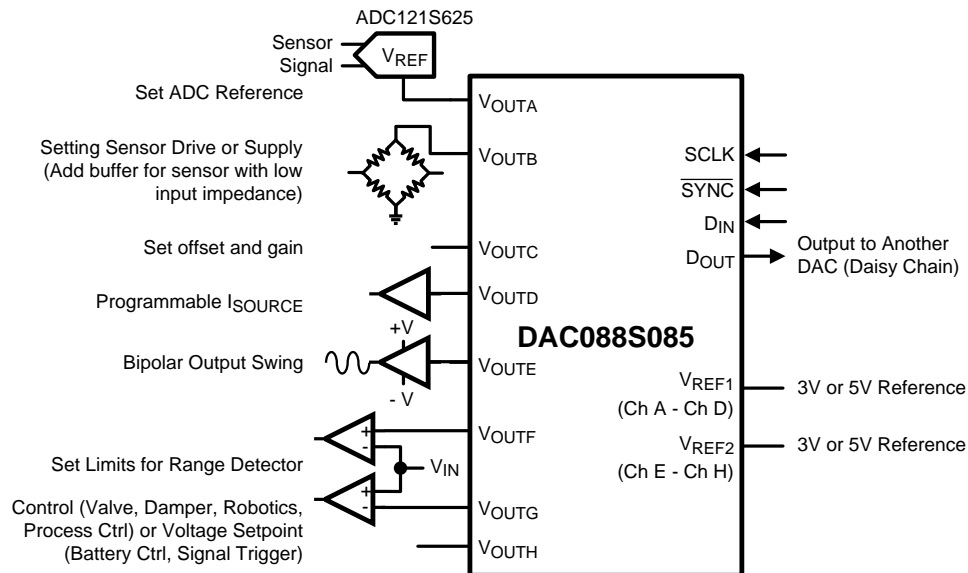 ADC121S625
Sensor
Signal
VREF
Set ADC Reference
VOUTA
Setting Sensor Drive or Supply
(Add buffer for sensor with low
input impedance)
VOUTB
Set offset and gain
VOUTC
Programmable ISOURCE
VOUTD
+V
Bipolar Output Swing
- V
VOUTE
+
-
VOUTF
Set Limits for Range Detector
VIN
+
-
VOUTG
Control (Valve, Damper, Robotics,
Process Ctrl) or Voltage Setpoint
(Battery Ctrl, Signal Trigger)
VOUTH
SCLK
SYNC
DIN
DOUT
Output to Another
DAC (Daisy Chain)
DAC088S085
VREF1
(Ch A - Ch D)
3V or 5V Reference
VREF2
(Ch E - Ch H)
3V or 5V Reference